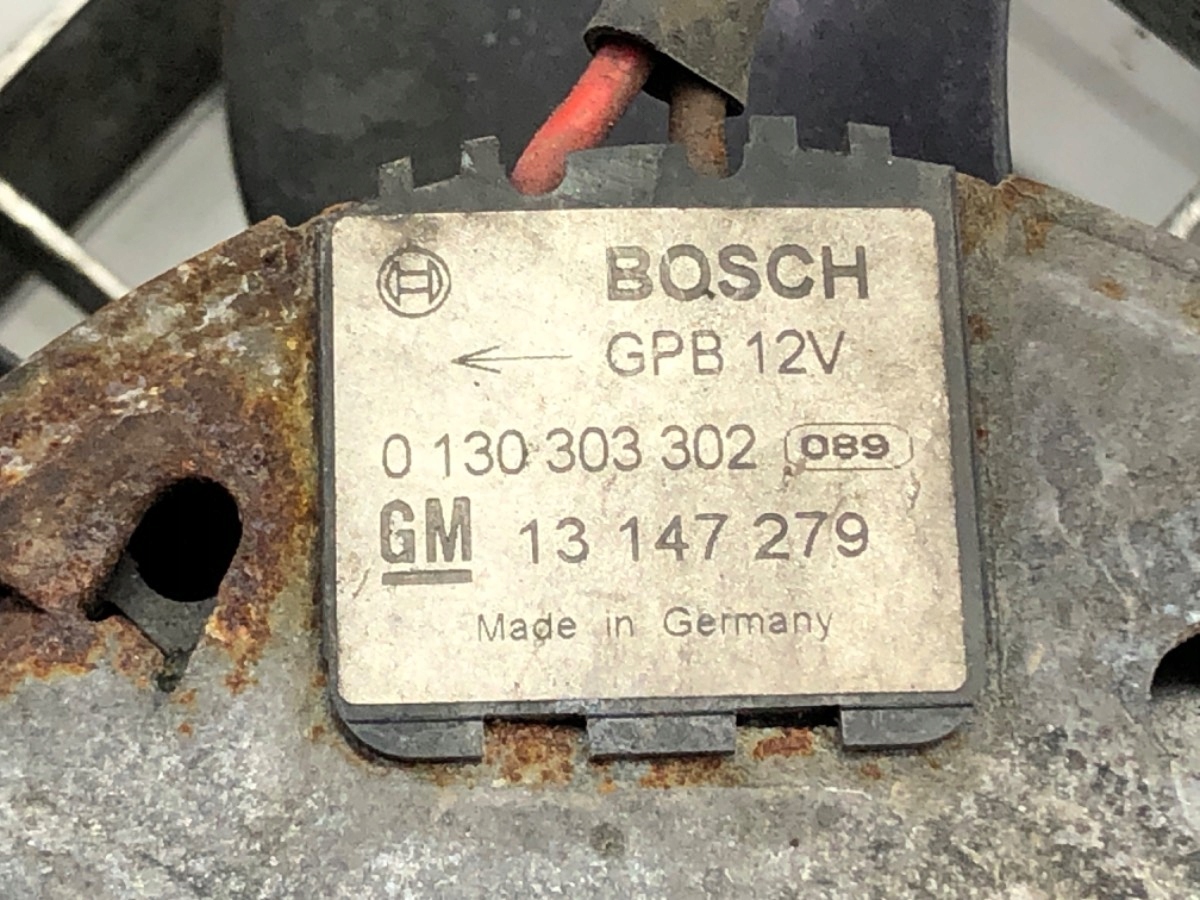 BOSCH
GPB 12V
0 130 303 302 089
GM 13 147 279
Made in Germany